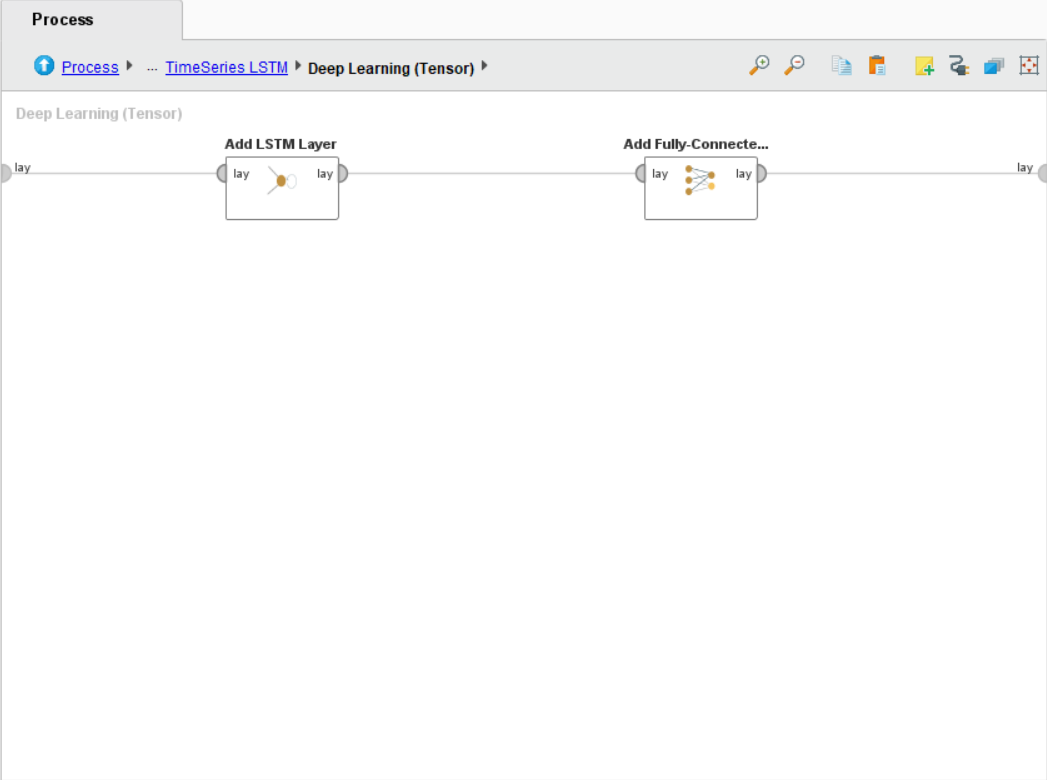 Process
Process ... TimeSeries LSTM Deep Learning (Tensor)
Deep Learning (Tensor)
Add LSTM Layer Add Fully-Connecte...
lay lay lay lay lay lay